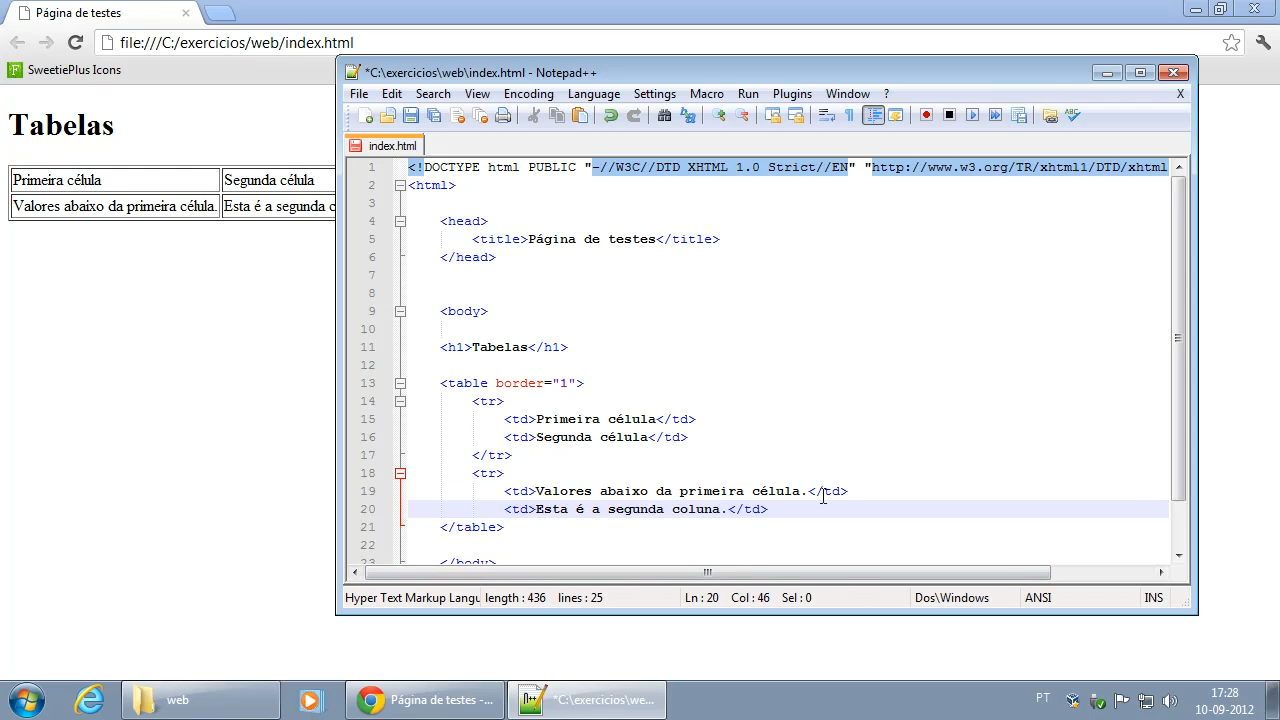 Página de testes
file:///C:/exercicios/web/index.html
SweetiePlus Icons
Tabelas
Primeira célula
Segunda célula
Valores abaixo da primeira célula.
Esta é a segunda c
*C:\exercicios\web\index.html - Notepad++
File Edit Search View Encoding Language Settings Macro Run Plugins Window ? X
index.html
1 <!DOCTYPE html PUBLIC "-//W3C//DTD XHTML 1.0 Strict//EN" "http://www.w3.org/TR/xhtml1/DTD/xhtml
2 <html>
3
4 <head>
5 <title>Página de testes</title>
6 </head>
7
8
9 <body>
10
11 <h1>Tabelas</h1>
12
13 <table border="1">
14 <tr>
15 <td>Primeira célula</td>
16 <td>Segunda célula</td>
17 </tr>
18 <tr>
19 <td>Valores abaixo da primeira célula.</td>
20 <td>Esta é a segunda coluna.</td>
21 </table>
22
23 </body>
Hyper Text Markup Langu length : 436 lines : 25 Ln : 20 Col : 46 Sel : 0 Dos\Windows ANSI INS
web
Página de testes -...
*C:\exercicios\we...
PT
17:28
10-09-2012